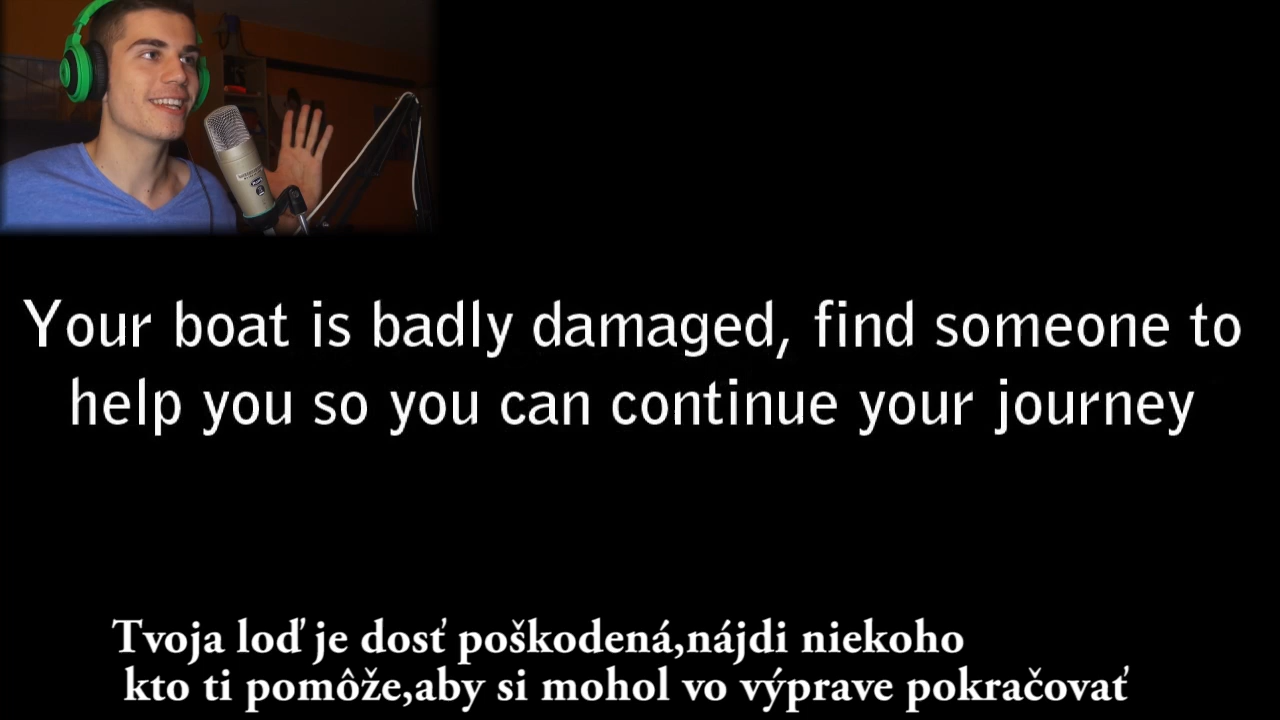 Your boat is badly damaged, find someone to
help you so you can continue your journey
Tvoja loď je dosť poškodená,nájdi niekoho
kto ti pomôže,aby si mohol vo výprave pokračovať